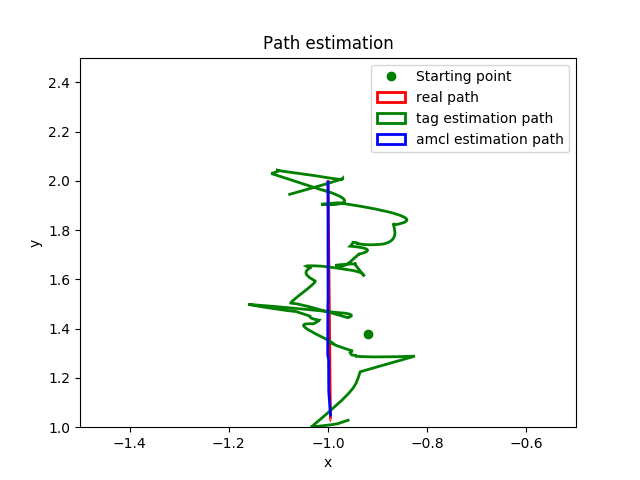 Path estimation
Starting point
real path
tag estimation path
amcl estimation path
2.4
2.2
2.0
1.8
1.6
1.4
1.2
1.0
y
−1.4 −1.2 −1.0 −0.8 −0.6
x